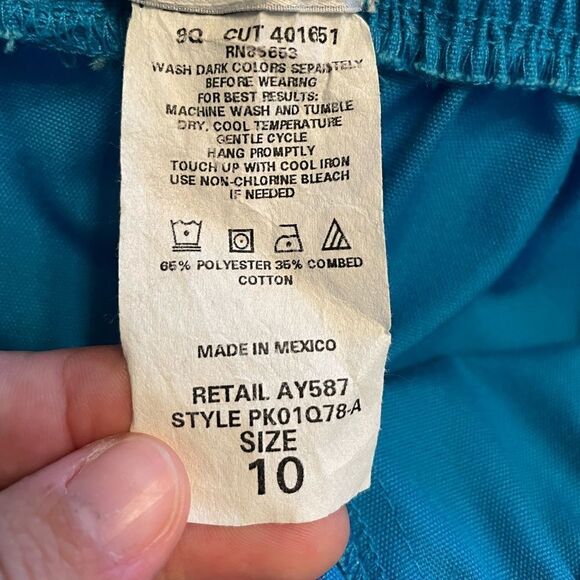 8Q CUT 401651
RN85653
WASH DARK COLORS SEPARATELY
BEFORE WEARING
FOR BEST RESULTS:
MACHINE WASH AND TUMBLE
DRY, COOL TEMPERATURE
GENTLE CYCLE
HANG PROMPTLY
TOUCH UP WITH COOL IRON
USE NON-CHLORINE BLEACH
IF NEEDED
65% POLYESTER 35% COMBED
COTTON
MADE IN MEXICO
RETAIL AY587
STYLE PK01Q78-A
SIZE
10